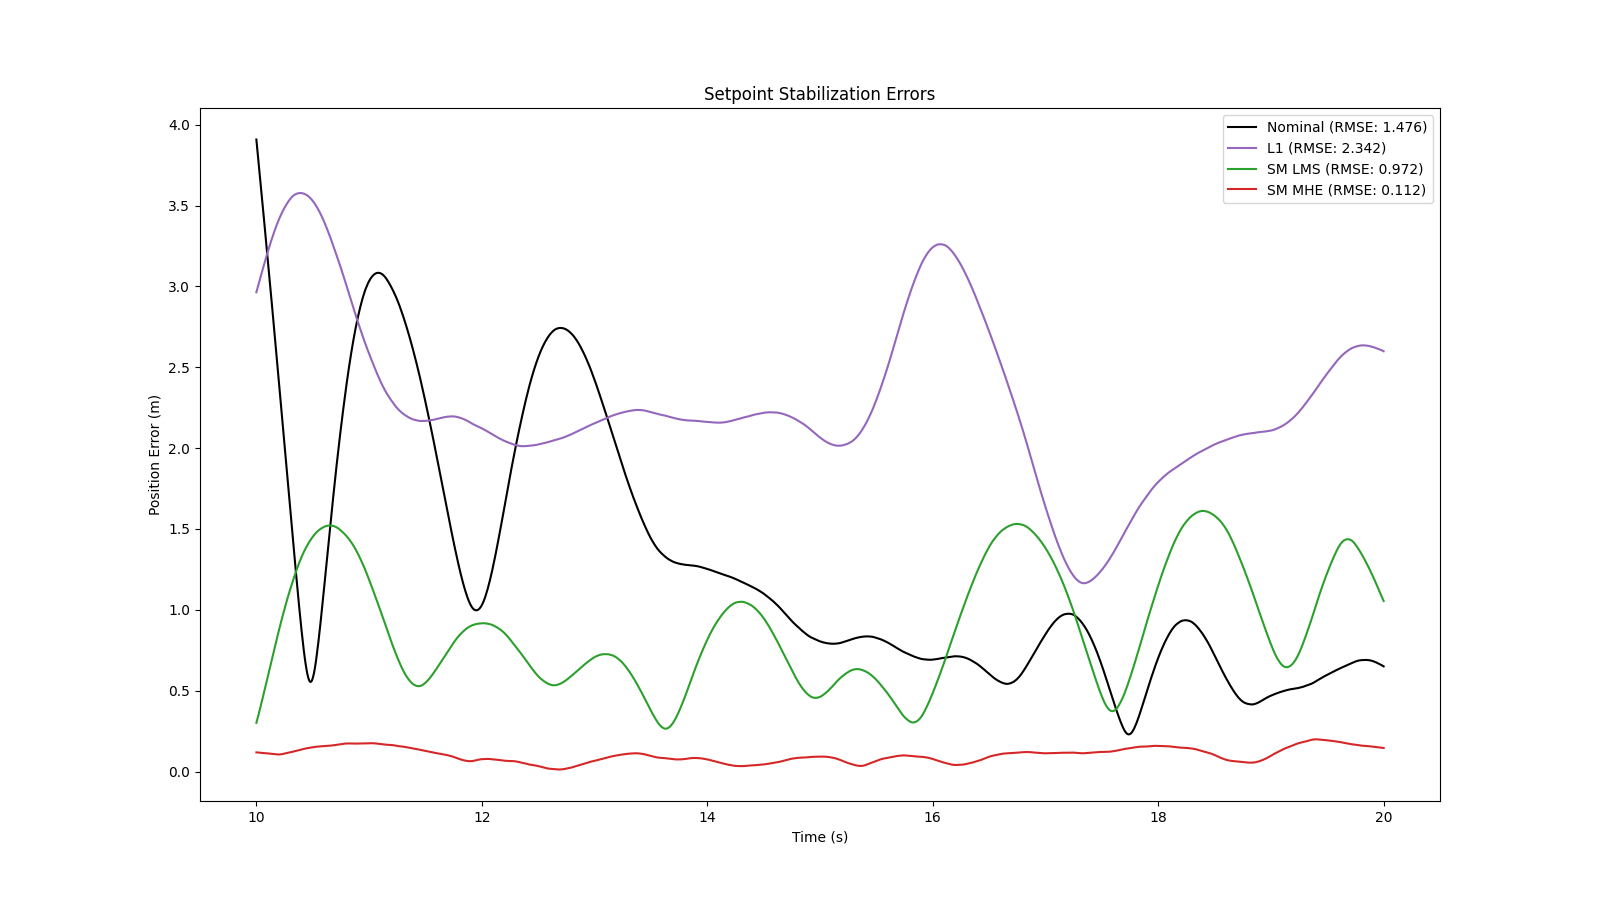 Setpoint Stabilization Errors
Nominal (RMSE: 1.476)
L1 (RMSE: 2.342)
SM LMS (RMSE: 0.972)
SM MHE (RMSE: 0.112)
Position Error (m)
4.0
3.5
3.0
2.5
2.0
1.5
1.0
0.5
0.0
10 12 14 16 18 20
Time (s)